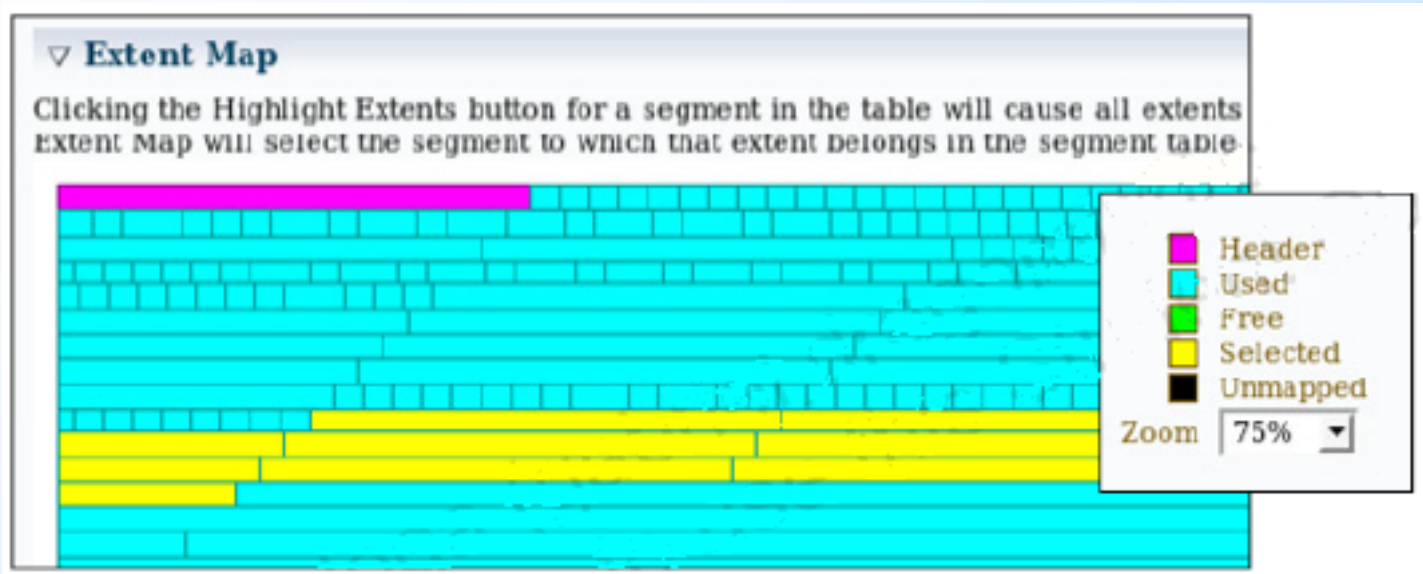 Extent Map
Clicking the Highlight Extents button for a segment in the table will cause all extents
Extent Map will select the segment to which that extent belongs in the segment table
Header
Used
Free
Selected
Unmapped
Zoom 75%